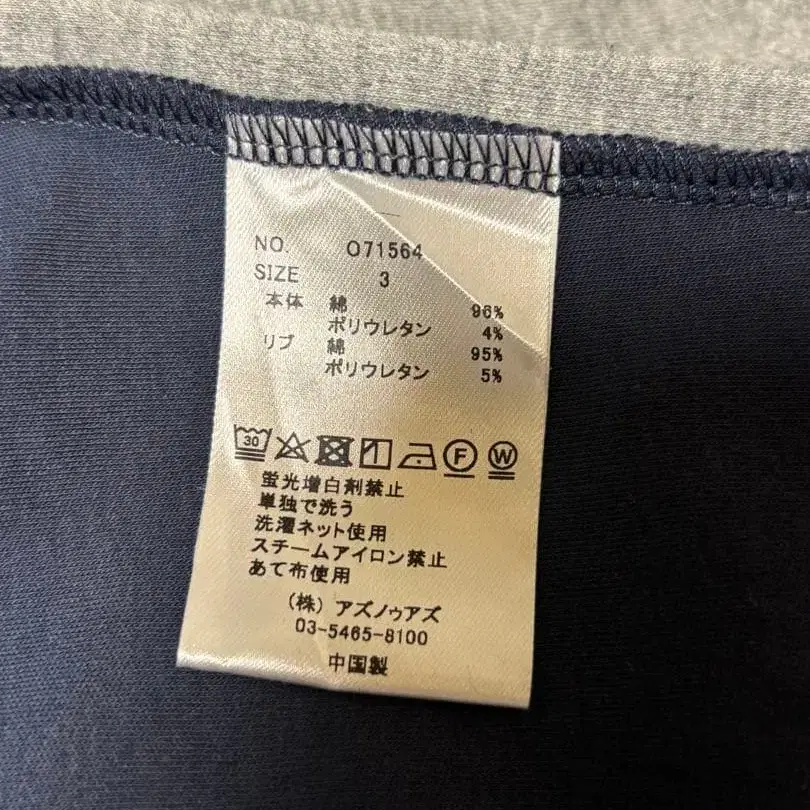 NO. 071564
SIZE 3
本体 綿 96%
ポリウレタン 4%
リブ 綿 95%
ポリウレタン 5%
30 F W
蛍光増白剤禁止
単独で洗う
洗濯ネット使用
スチームアイロン禁止
あて布使用
(株) アズノゥアズ
03-5465-8100
中国製